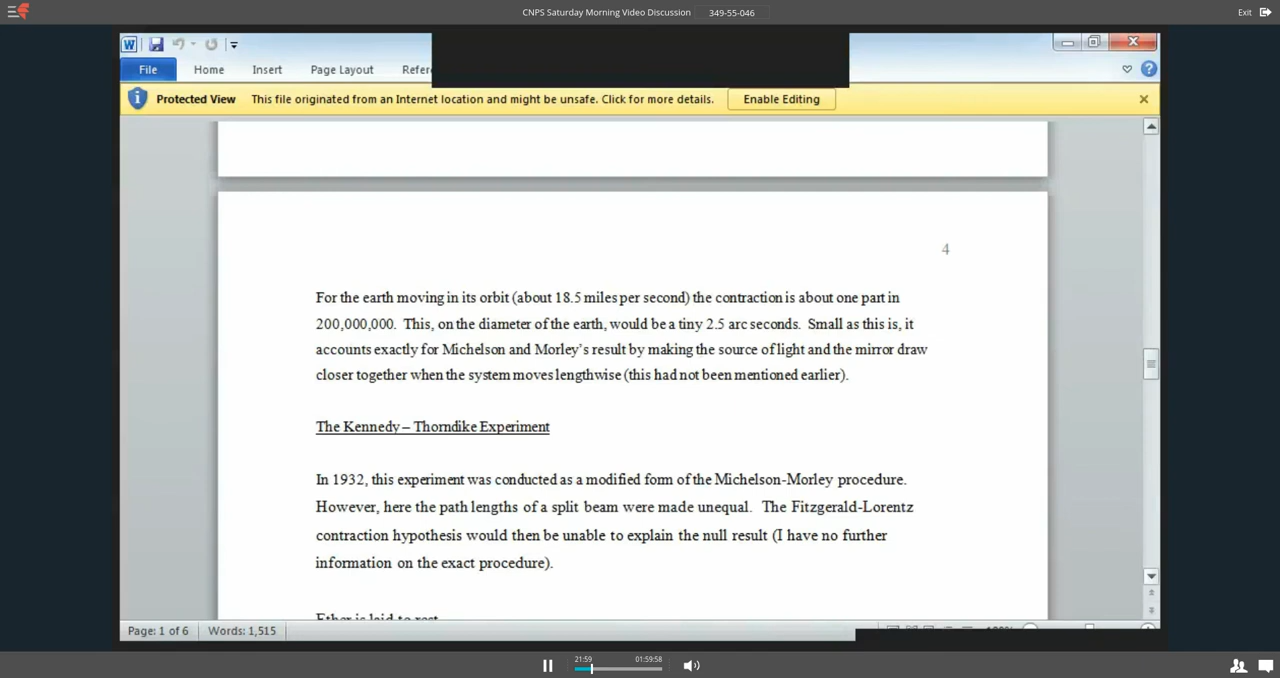 CNPS Saturday Morning Video Discussion 349-55-046 Exit
W
File Home Insert Page Layout Refer
Protected View This file originated from an Internet location and might be unsafe. Click for more details. Enable Editing
4
For the earth moving in its orbit (about 18.5 miles per second) the contraction is about one part in
200,000,000. This, on the diameter of the earth, would be a tiny 2.5 arc seconds. Small as this is, it
accounts exactly for Michelson and Morley's result by making the source of light and the mirror draw
closer together when the system moves lengthwise (this had not been mentioned earlier).
The Kennedy – Thorndike Experiment
In 1932, this experiment was conducted as a modified form of the Michelson-Morley procedure.
However, here the path lengths of a split beam were made unequal. The Fitzgerald-Lorentz
contraction hypothesis would then be unable to explain the null result (I have no further
information on the exact procedure).
Ether is laid to rest
Page: 1 of 6 Words: 1,515
21:59 01:59:58